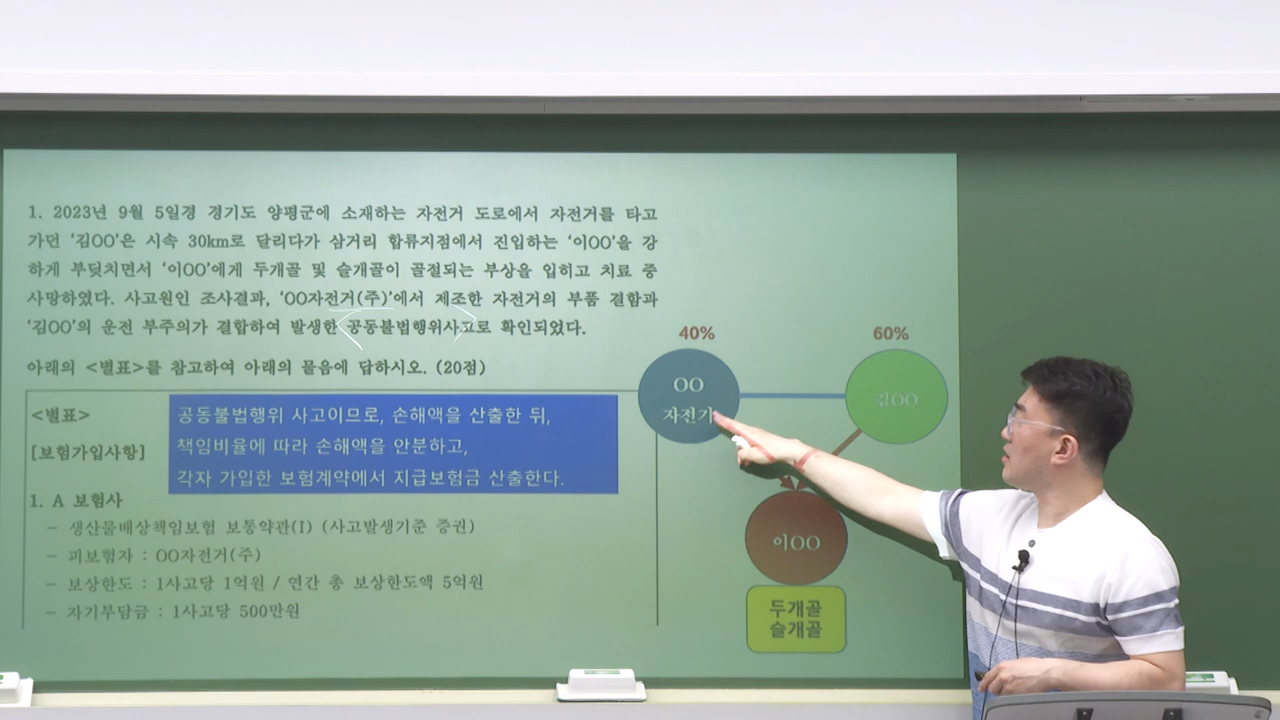 1. 2023년 9월 5일경 경기도 양평군에 소재하는 자전거 도로에서 자전거를 타고
가던 ‘김OO’은 시속 30km로 달리다가 삼거리 합류지점에서 진입하는 ‘이OO’을 강
하게 부딪치면서 ‘이OO’에게 두개골 및 슬개골이 골절되는 부상을 입히고 치료 중
사망하였다. 사고원인 조사결과, ‘OO자전거(주)’에서 제조한 자전거의 부품 결함과
‘김OO’의 운전 부주의가 결합하여 발생한 공동불법행위사고로 확인되었다.
아래의 <별표>를 참고하여 아래의 물음에 답하시오. (20점)
<별표>
공동불법행위 사고이므로, 손해액을 산출한 뒤,
책임비율에 따라 손해액을 안분하고,
각자 가입한 보험계약에서 지급보험금 산출한다.
[보험가입사항]
1. A 보험사
- 생산물배상책임보험 보통약관(I) (사고발생기준 증권)
- 피보험자 : OO자전거(주)
- 보상한도 : 1사고당 1억원 / 연간 총 보상한도액 5억원
- 자기부담금 : 1사고당 500만원
40%
60%
OO
자전거
김OO
이OO
두개골
슬개골